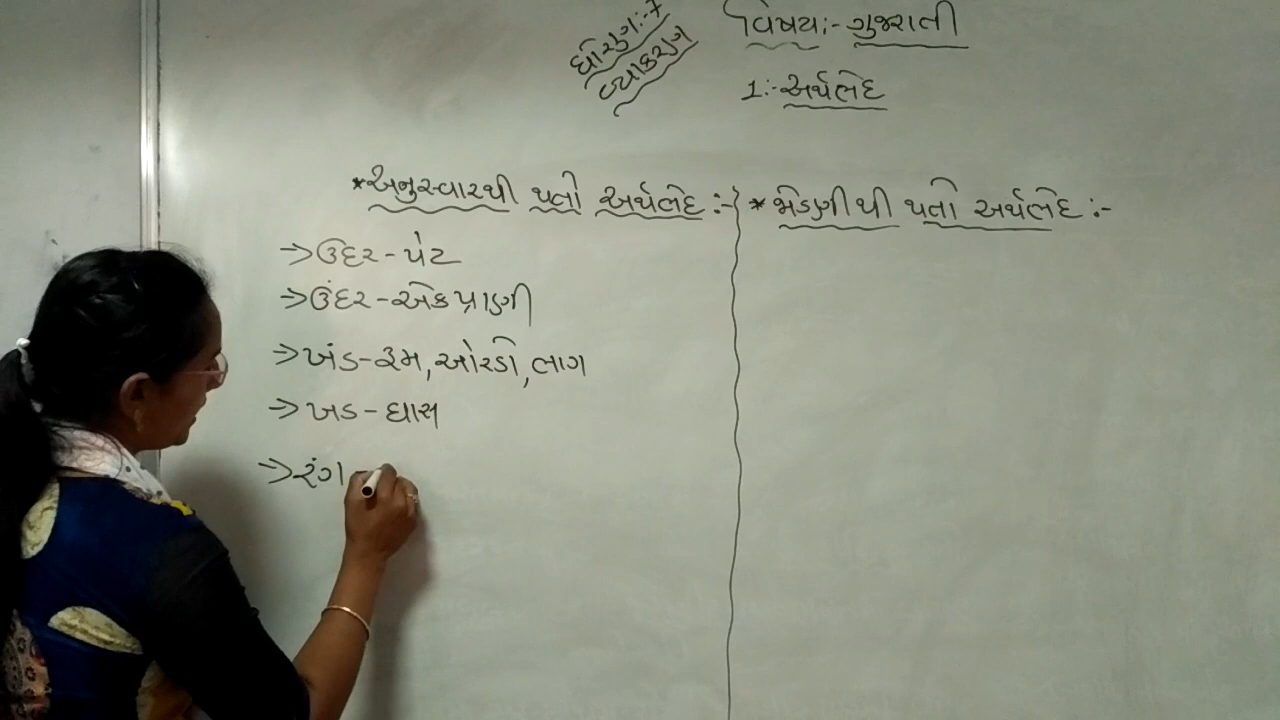 ધોરણ:-7
વ્યાકરણ
વિષય:- ગુજરાતી
1:- અર્થભેદ
*અનુસ્વારથી થતો અર્થભેદ:-
→ઉદર-પેટ
→ઉંદર-એક પ્રાણી
→ખંડ-રૂમ, ઓરડો, ભાગ
→ખડ-ઘાસ
→રંગ
*જોડણીથી થતો અર્થભેદ:-